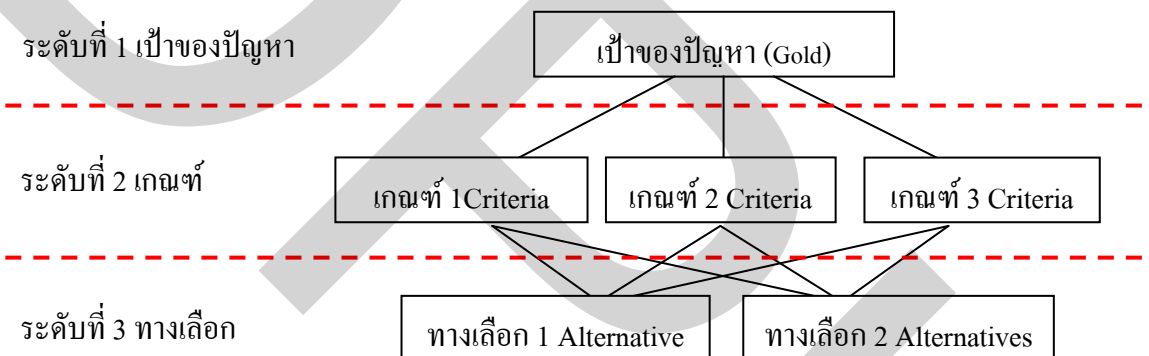 ระดับที่ 1 เป้าของปัญหา
เป้าของปัญหา (Gold)
ระดับที่ 2 เกณฑ์
เกณฑ์ 1Criteria
เกณฑ์ 2 Criteria
เกณฑ์ 3 Criteria
ระดับที่ 3 ทางเลือก
ทางเลือก 1 Alternative
ทางเลือก 2 Alternatives